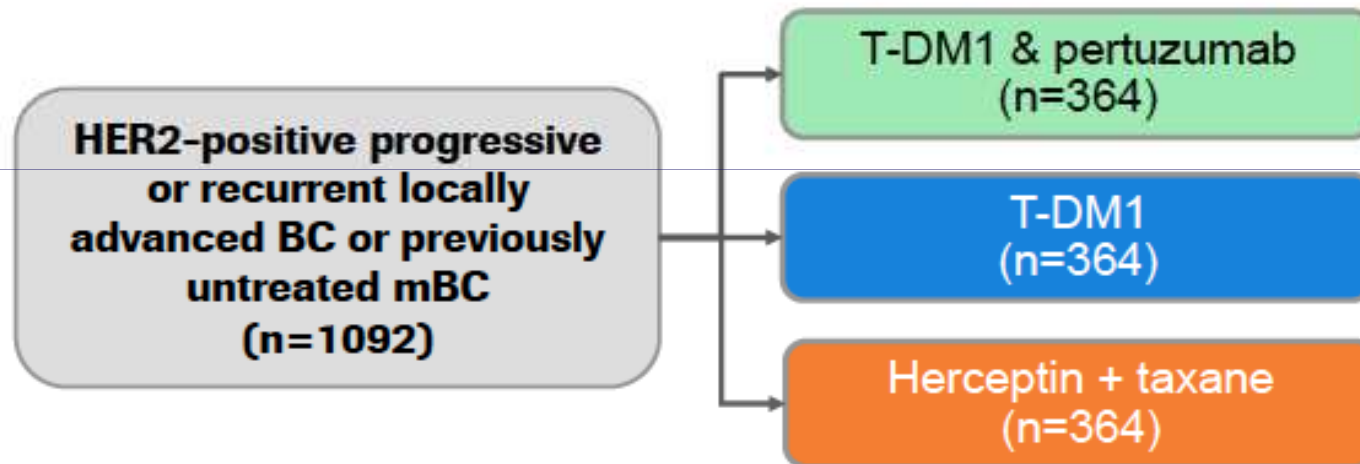 HER2-positive progressive
or recurrent locally
advanced BC or previously
untreated mBC
(n=1092)
T-DM1 & pertuzumab
(n=364)
T-DM1
(n=364)
Herceptin + taxane
(n=364)